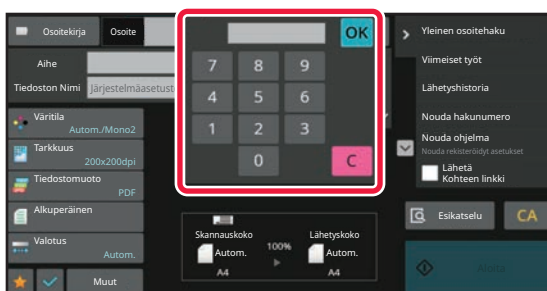 Osoitekirja
Osoite
Aihe
Tiedoston Nimi
Järjestelmäasetust
Väritila
Autom./Mono2
Tarkkuus
200x200dpi
Tiedostomuoto
PDF
Alkuperäinen
Valotus
Autom.
Muut
OK
7 8 9
4 5 6
1 2 3
0 C
Skannauskoko
Autom.
A4
100%
Lähetyskoko
Autom.
A4
Yleinen osoitehaku
Viimeiset työt
Lähetyshistoria
Nouda hakunumero
Nouda ohjelma
Nouda rekisteröidyt asetukset
Lähetä
Kohteen linkki
Esikatselu
CA
Aloita